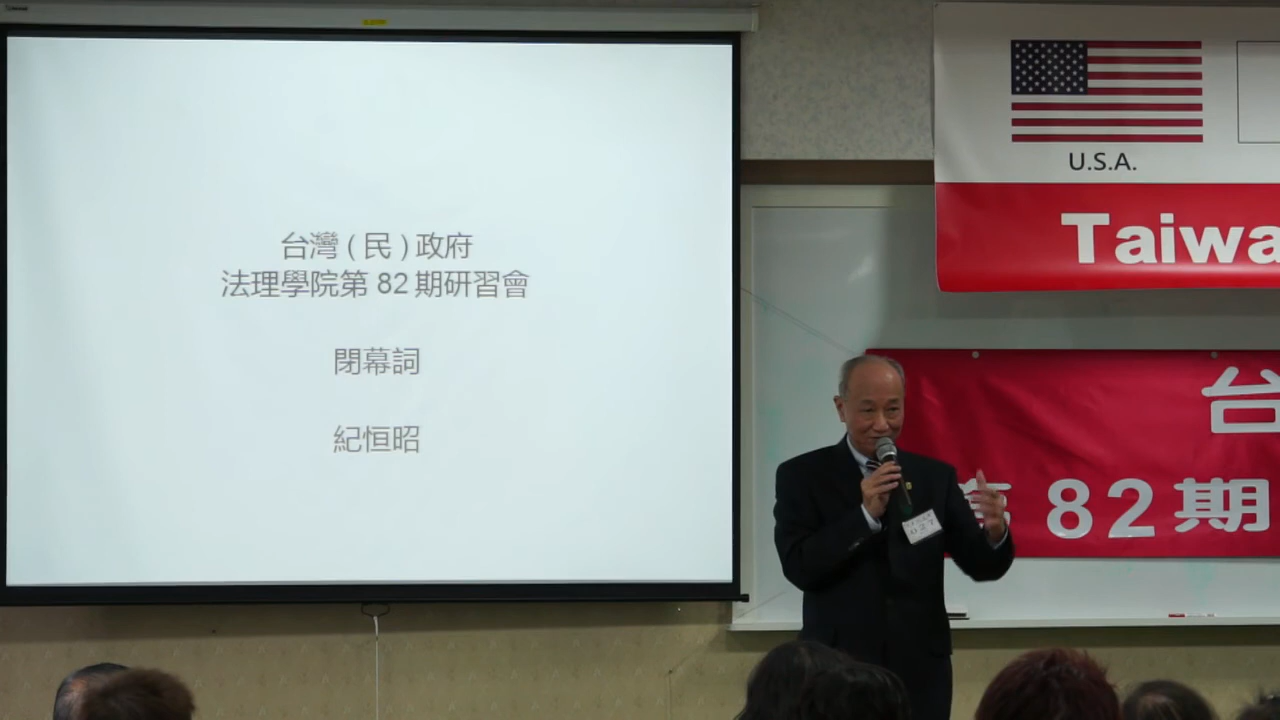 台灣 ( 民 ) 政府
法理學院第 82 期研習會
閉幕詞
紀恒昭
U.S.A.
Taiwa
台
第 82 期